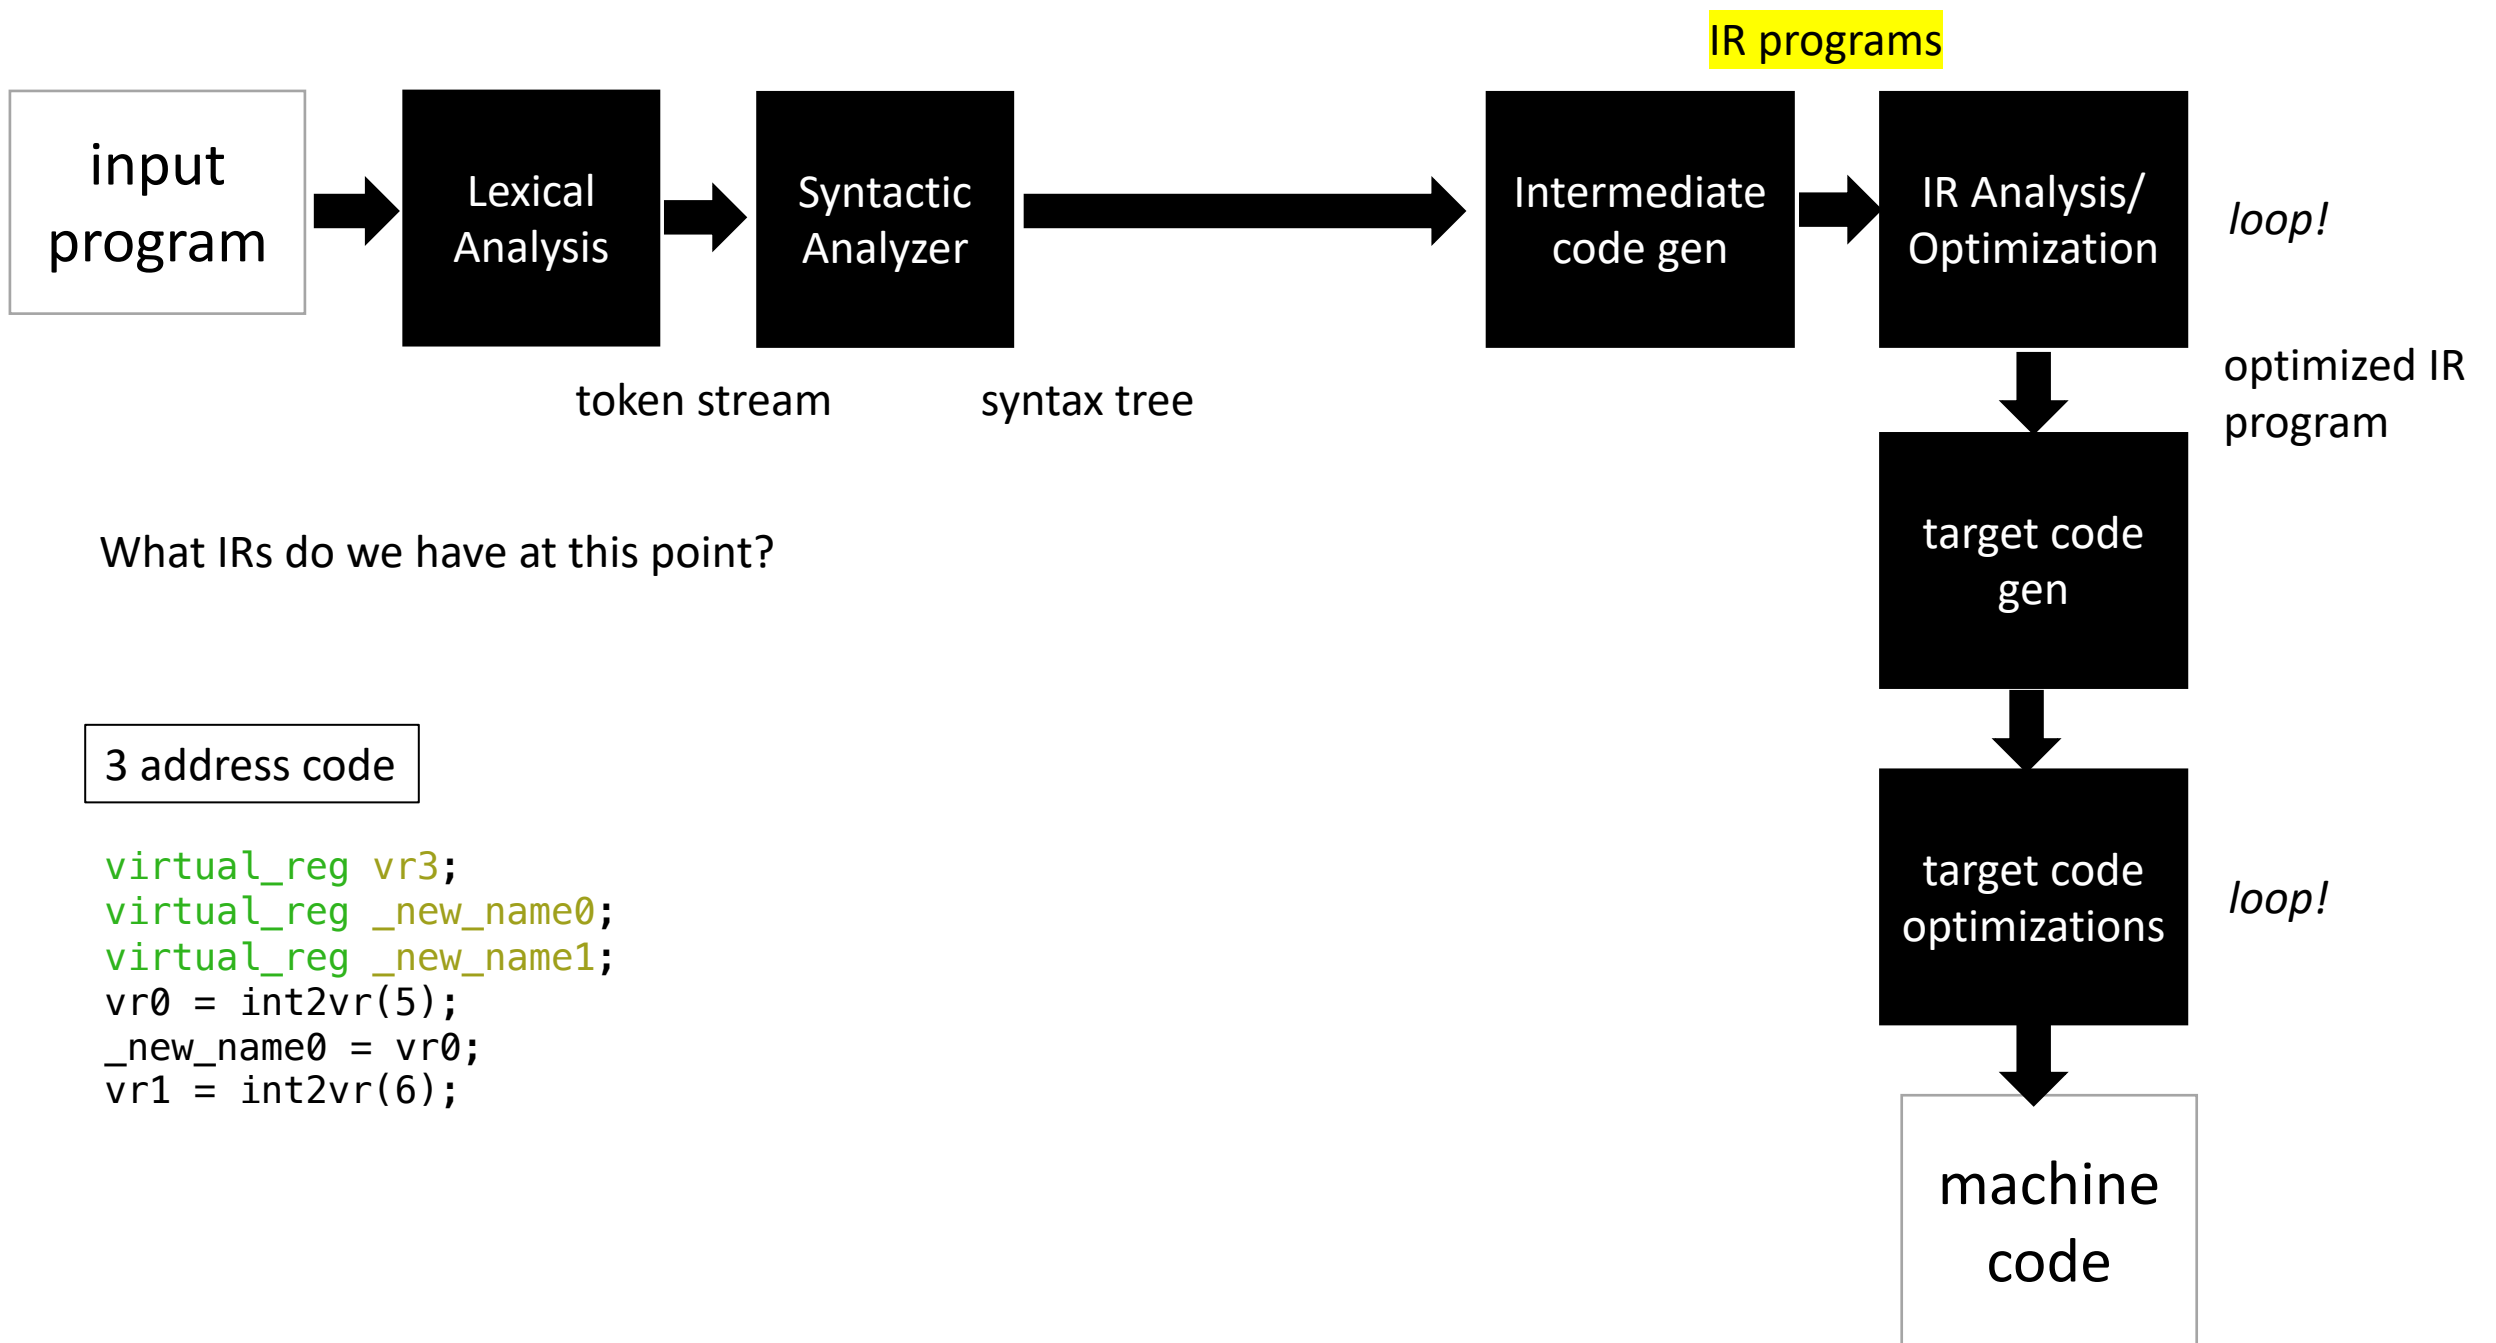 IR programs
input
program
Lexical
Analysis
Syntactic
Analyzer
Intermediate
code gen
IR Analysis/
Optimization
loop!
token stream
syntax tree
optimized IR
program
What IRs do we have at this point?
target code
gen
3 address code
virtual_reg vr3;
virtual_reg _new_name0;
virtual_reg _new_name1;
vr0 = int2vr(5);
_new_name0 = vr0;
vr1 = int2vr(6);
target code
optimizations
loop!
machine
code